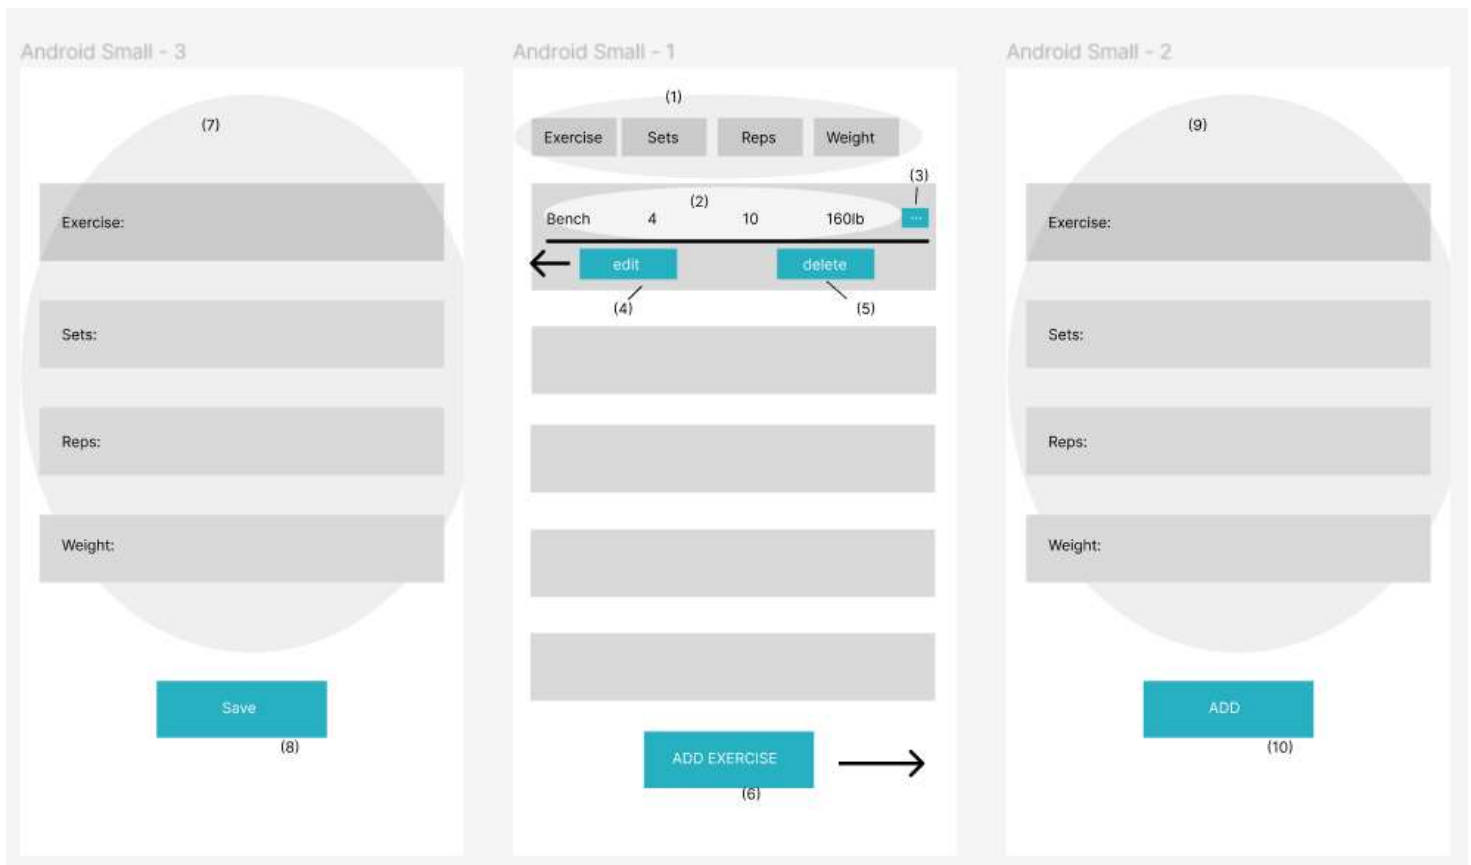 Android Small - 3
(7)
Exercise:
Sets:
Reps:
Weight:
Save
(8)
Android Small - 1
(1)
Exercise Sets Reps Weight
(3)
(2)
Bench 4 10 160lb ...
edit delete
(4) (5)
ADD EXERCISE
(6)
Android Small - 2
(9)
Exercise:
Sets:
Reps:
Weight:
ADD
(10)